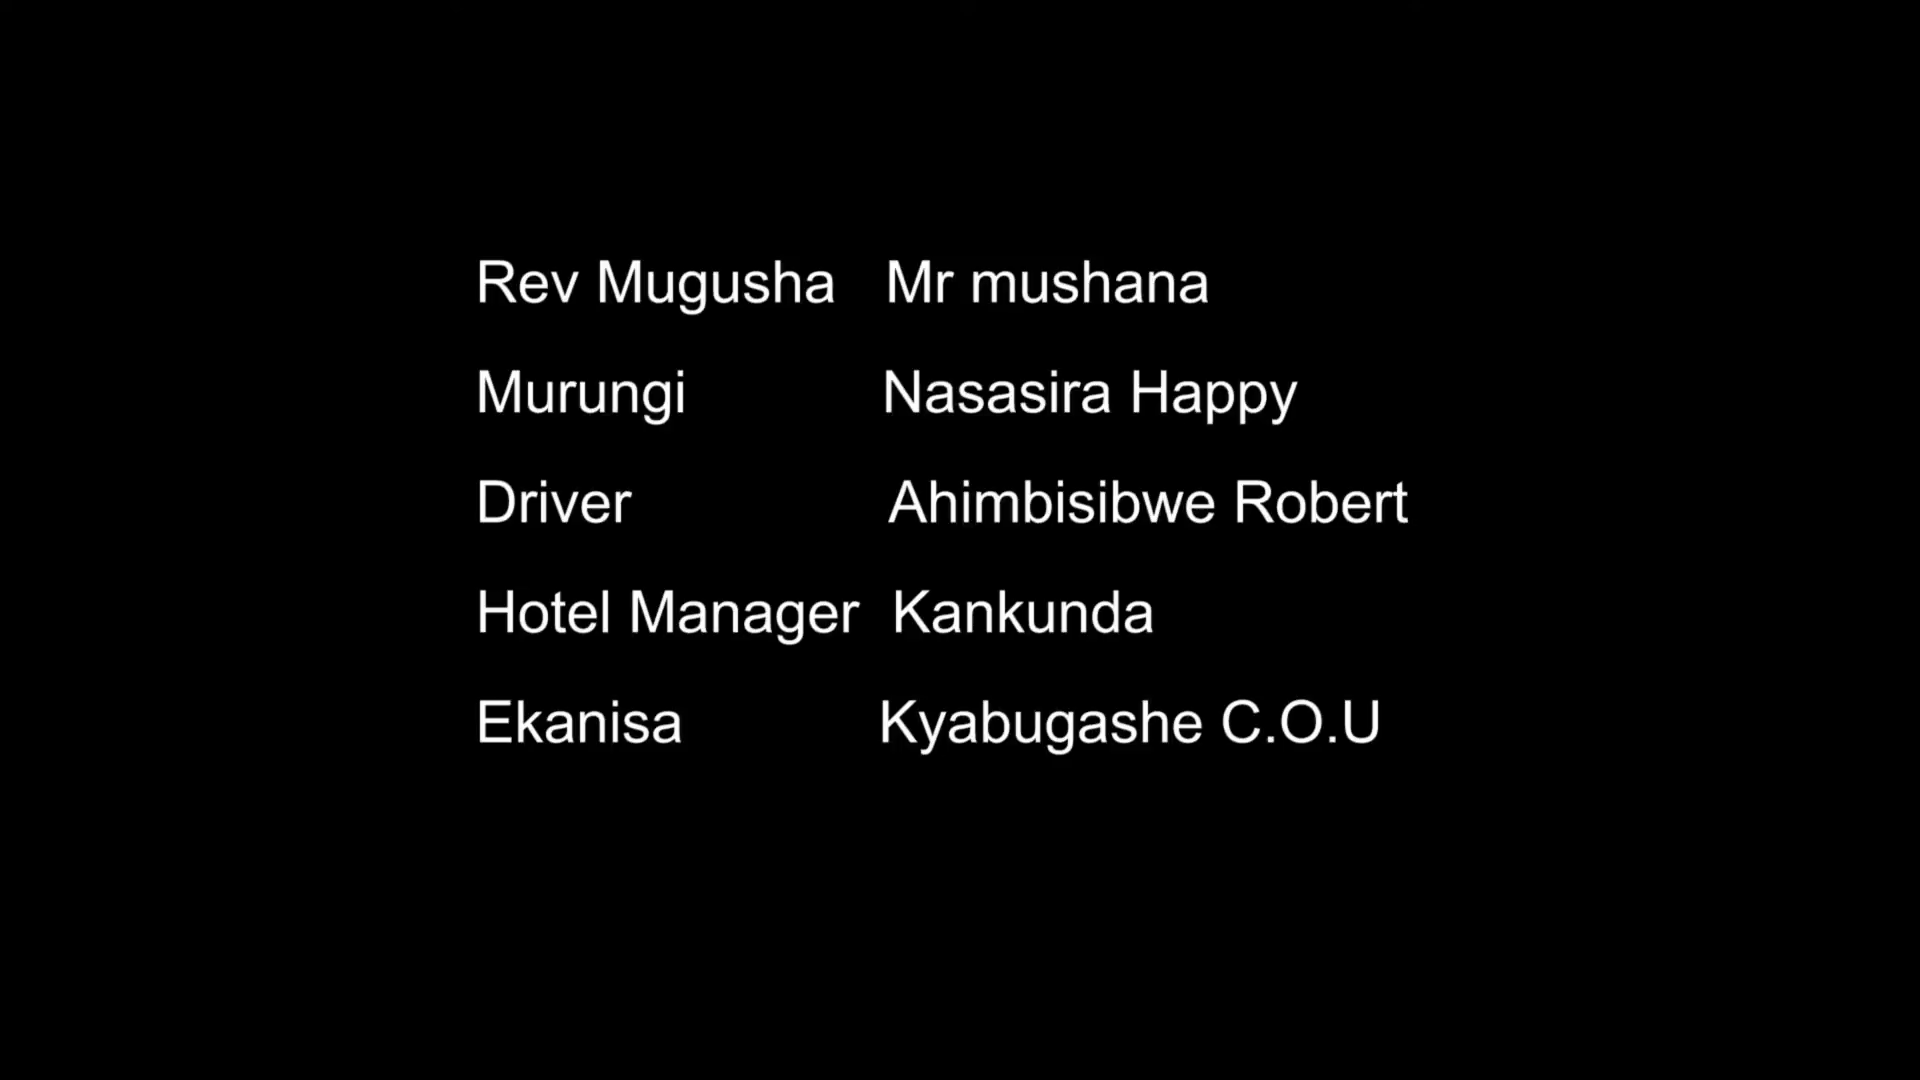 Rev Mugusha Mr mushana
Murungi Nasasira Happy
Driver Ahimbisibwe Robert
Hotel Manager Kankunda
Ekanisa Kyabugashe C.O.U